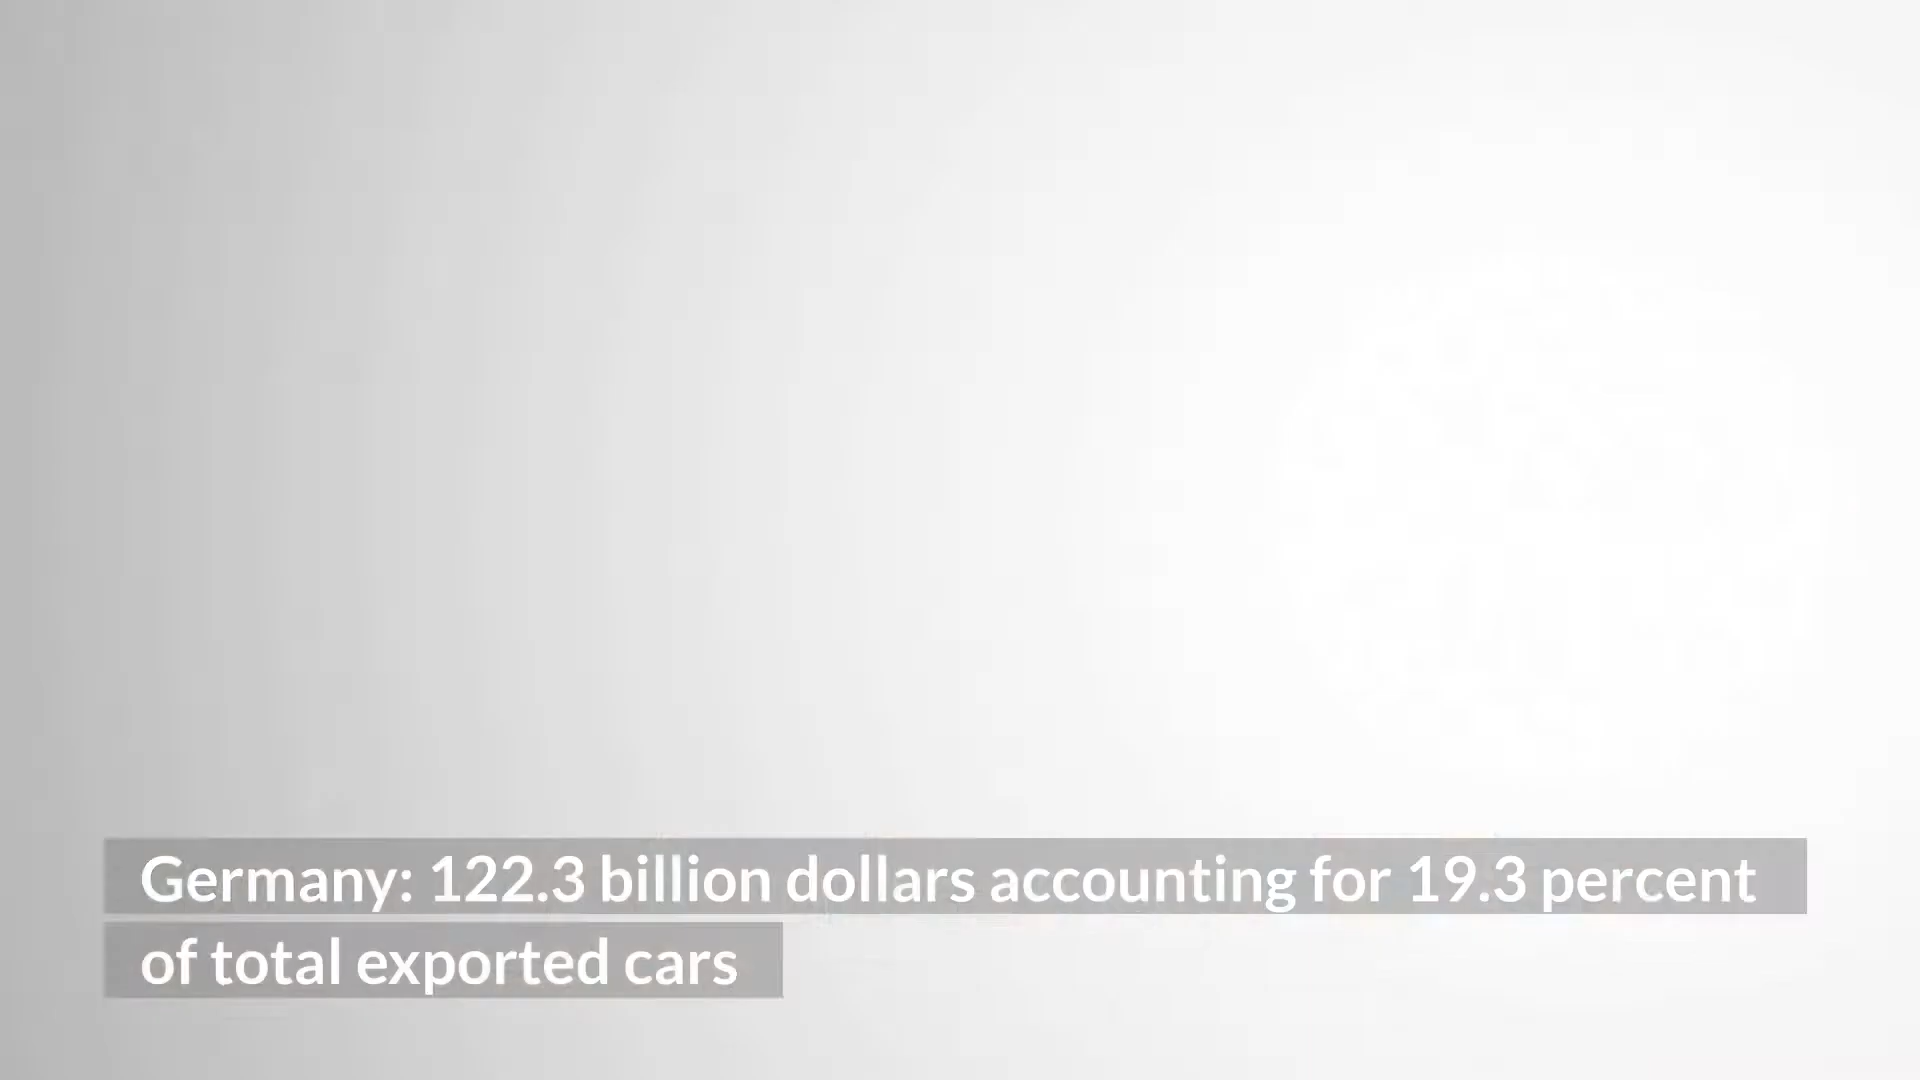 Germany: 122.3 billion dollars accounting for 19.3 percent
of total exported cars